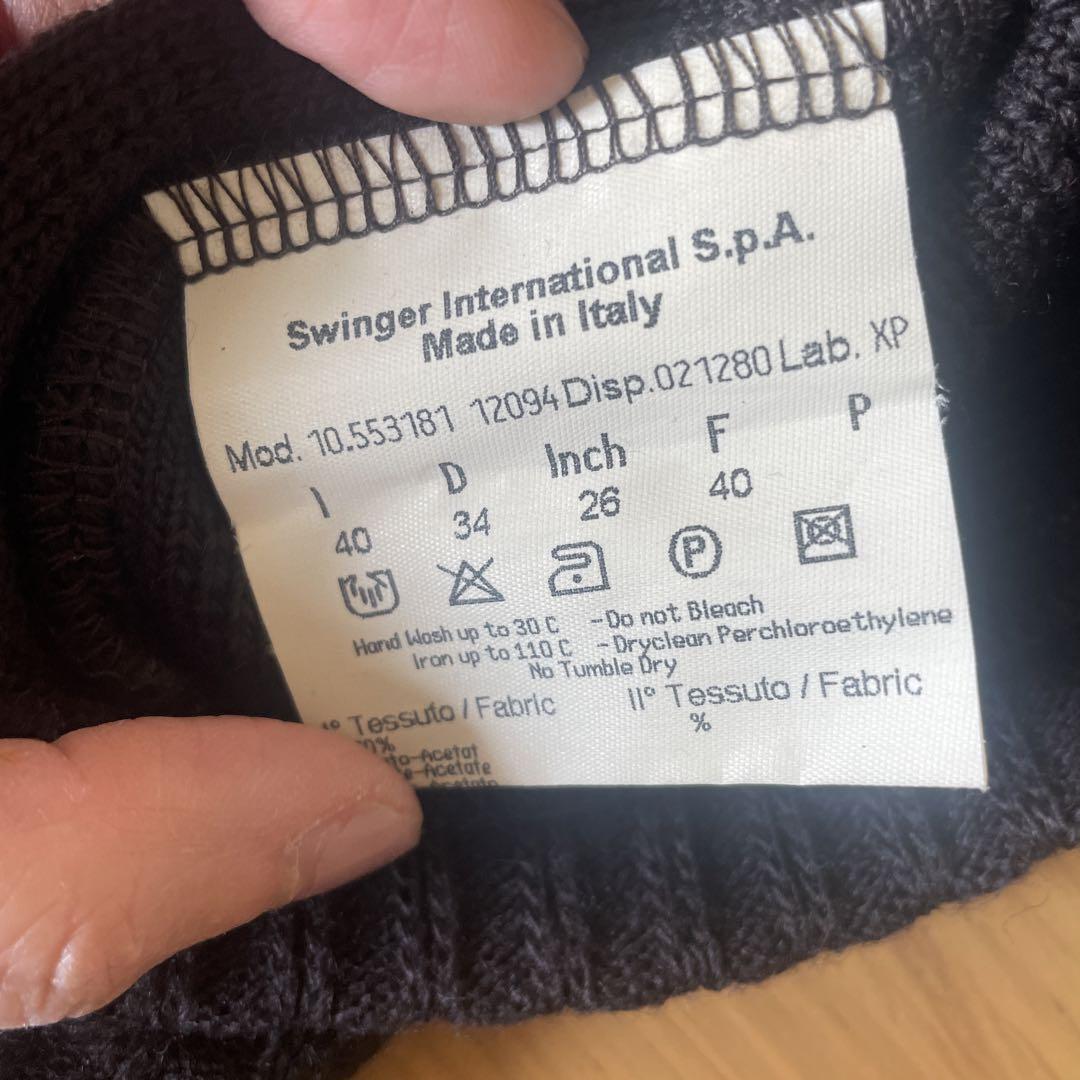 Swinger International S.p.A.
Made in Italy
Mod. 10.553181 12094 Disp.021280 Lab. XP
I D Inch F P
40 34 26 40
P
Hand Wash up to 30 C -Do not Bleach
Iron up to 110 C -Dryclean Perchloroethylene
No Tumble Dry
Tessuto / Fabric II° Tessuto / Fabric
%
-Acetat
-Acetate